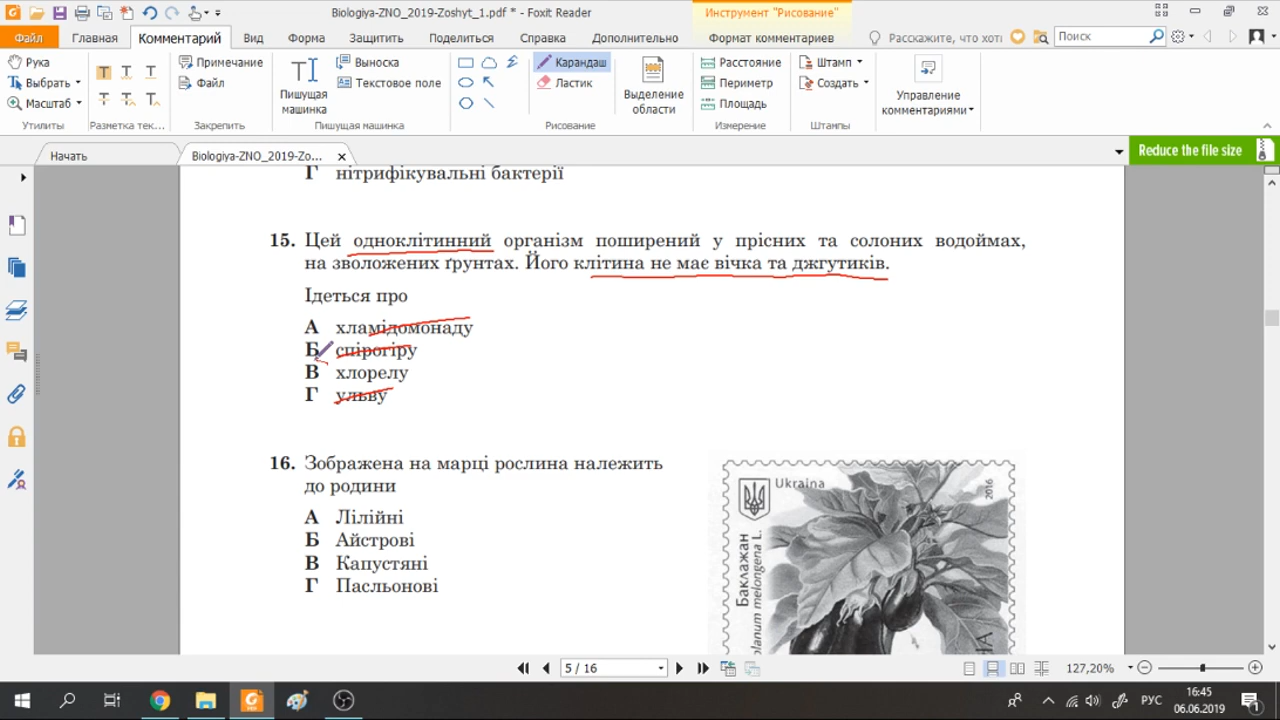 Biologiya-ZNO_2019-Zoshyt_1.pdf * - Foxit Reader
Инструмент "Рисование"
Файл
Главная
Комментарий
Вид
Форма
Защитить
Поделиться
Справка
Дополнительно
Формат комментариев
Расскажите, что хоті
Поиск
Рука
Выбрать
Масштаб
Утилиты
Разметка тек...
Примечание
Файл
Закрепить
Пишущая
машинка
Выноска
Текстовое поле
Пишущая машинка
Карандаш
Ластик
Рисование
Выделение
области
Расстояние
Периметр
Площадь
Измерение
Штамп
Создать
Штампы
Управление
комментариями
Начать
Biologiya-ZNO_2019-Zo...
Reduce the file size
Г нітрифікувальні бактерії
15. Цей одноклітинний організм поширений у прісних та солоних водоймах,
на зволожених ґрунтах. Його клітина не має вічка та джгутиків.
Ідеться про
А хламідомонаду
Б спірогіру
В хлорелу
Г ульву
16. Зображена на марці рослина належить
до родини
А Лілійні
Б Айстрові
В Капустяні
Г Пасльонові
Ukraina
2016
Баклажан
olanum melongena L.
НА
5 / 16
127,20%
РУС
16:45
06.06.2019